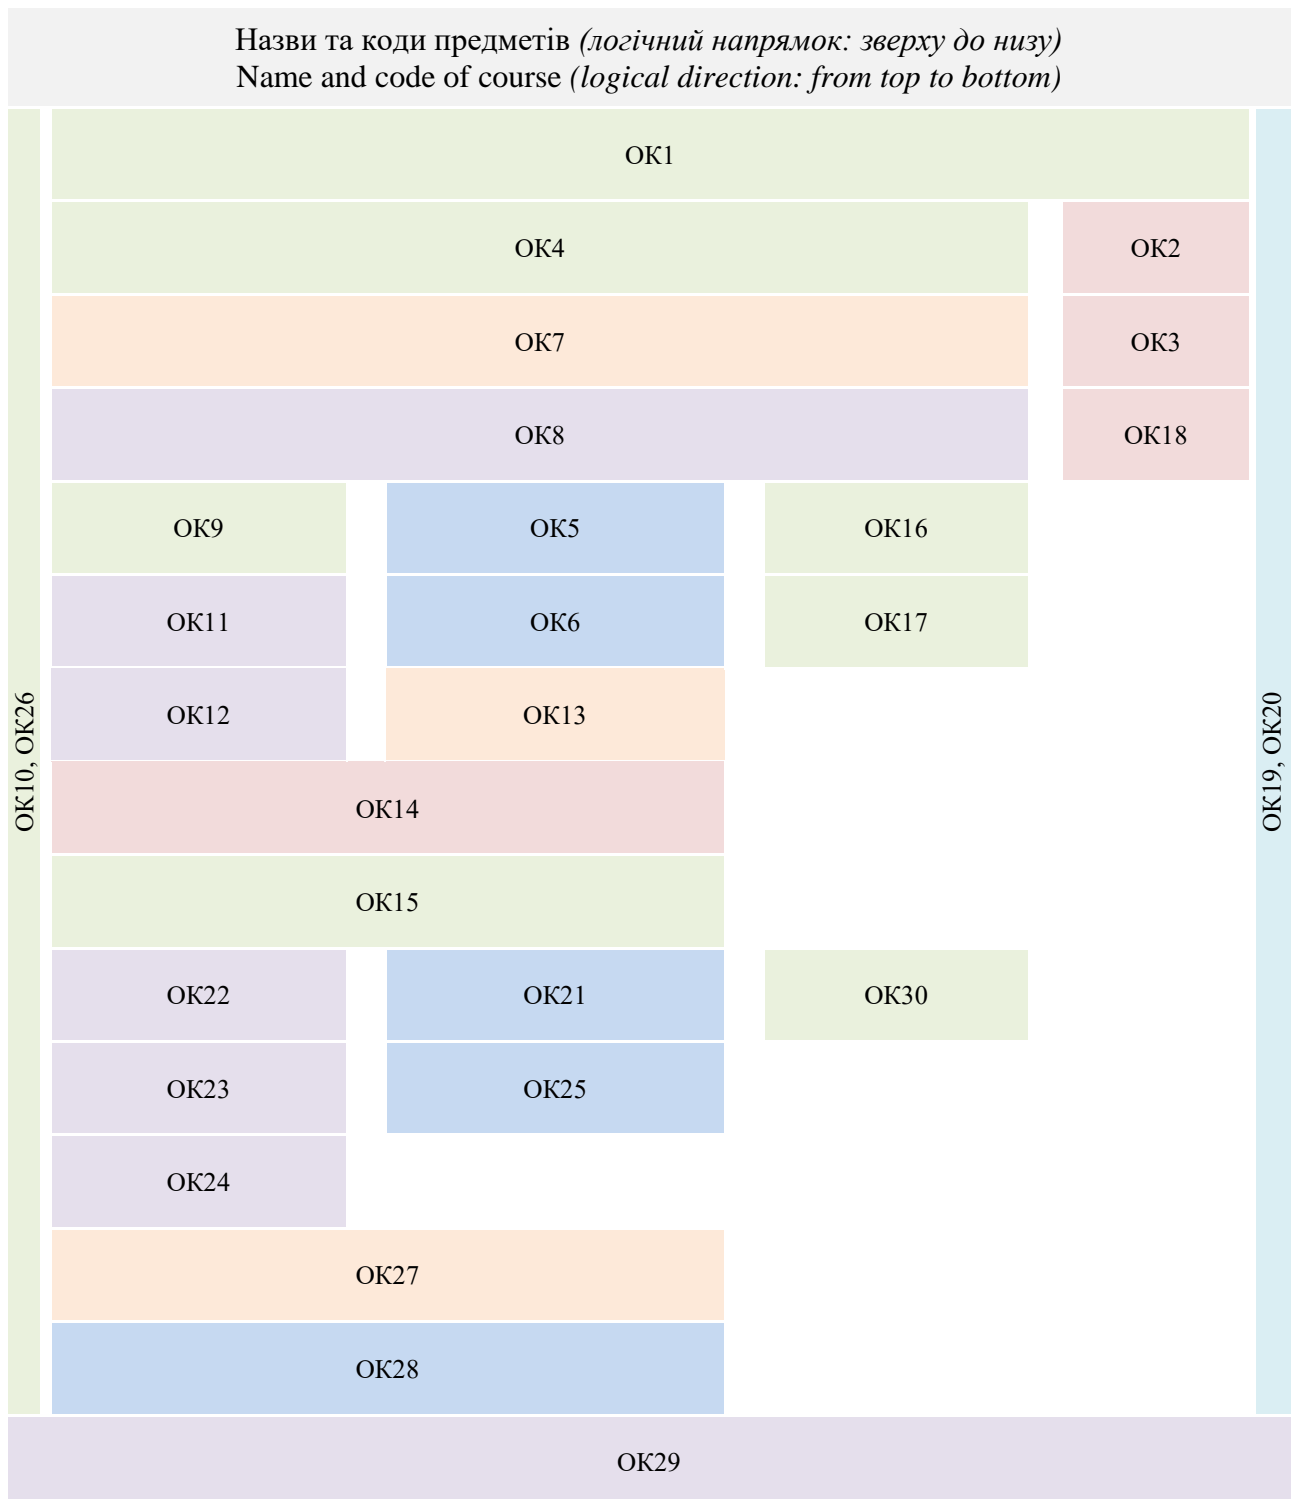 Назви та коди предметів (логічний напрямок: зверху до низу)
Name and code of course (logical direction: from top to bottom)
ОК10, ОК26
ОК1
ОК19, ОК20
ОК4
ОК2
ОК7
ОК3
ОК8
ОК18
ОК9
ОК5
ОК16
ОК11
ОК6
ОК17
ОК12
ОК13
ОК14
ОК15
ОК22
ОК21
ОК30
ОК23
ОК25
ОК24
ОК27
ОК28
ОК29